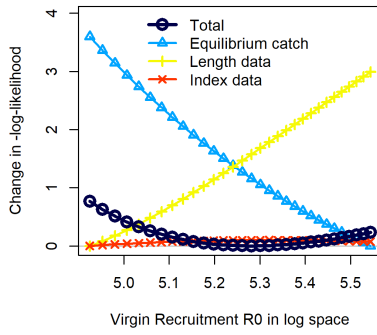 Total
Equilibrium catch
Length data
Index data
Change in -log-likelihood
4
3
2
1
0
5.0 5.1 5.2 5.3 5.4 5.5
Virgin Recruitment R0 in log space